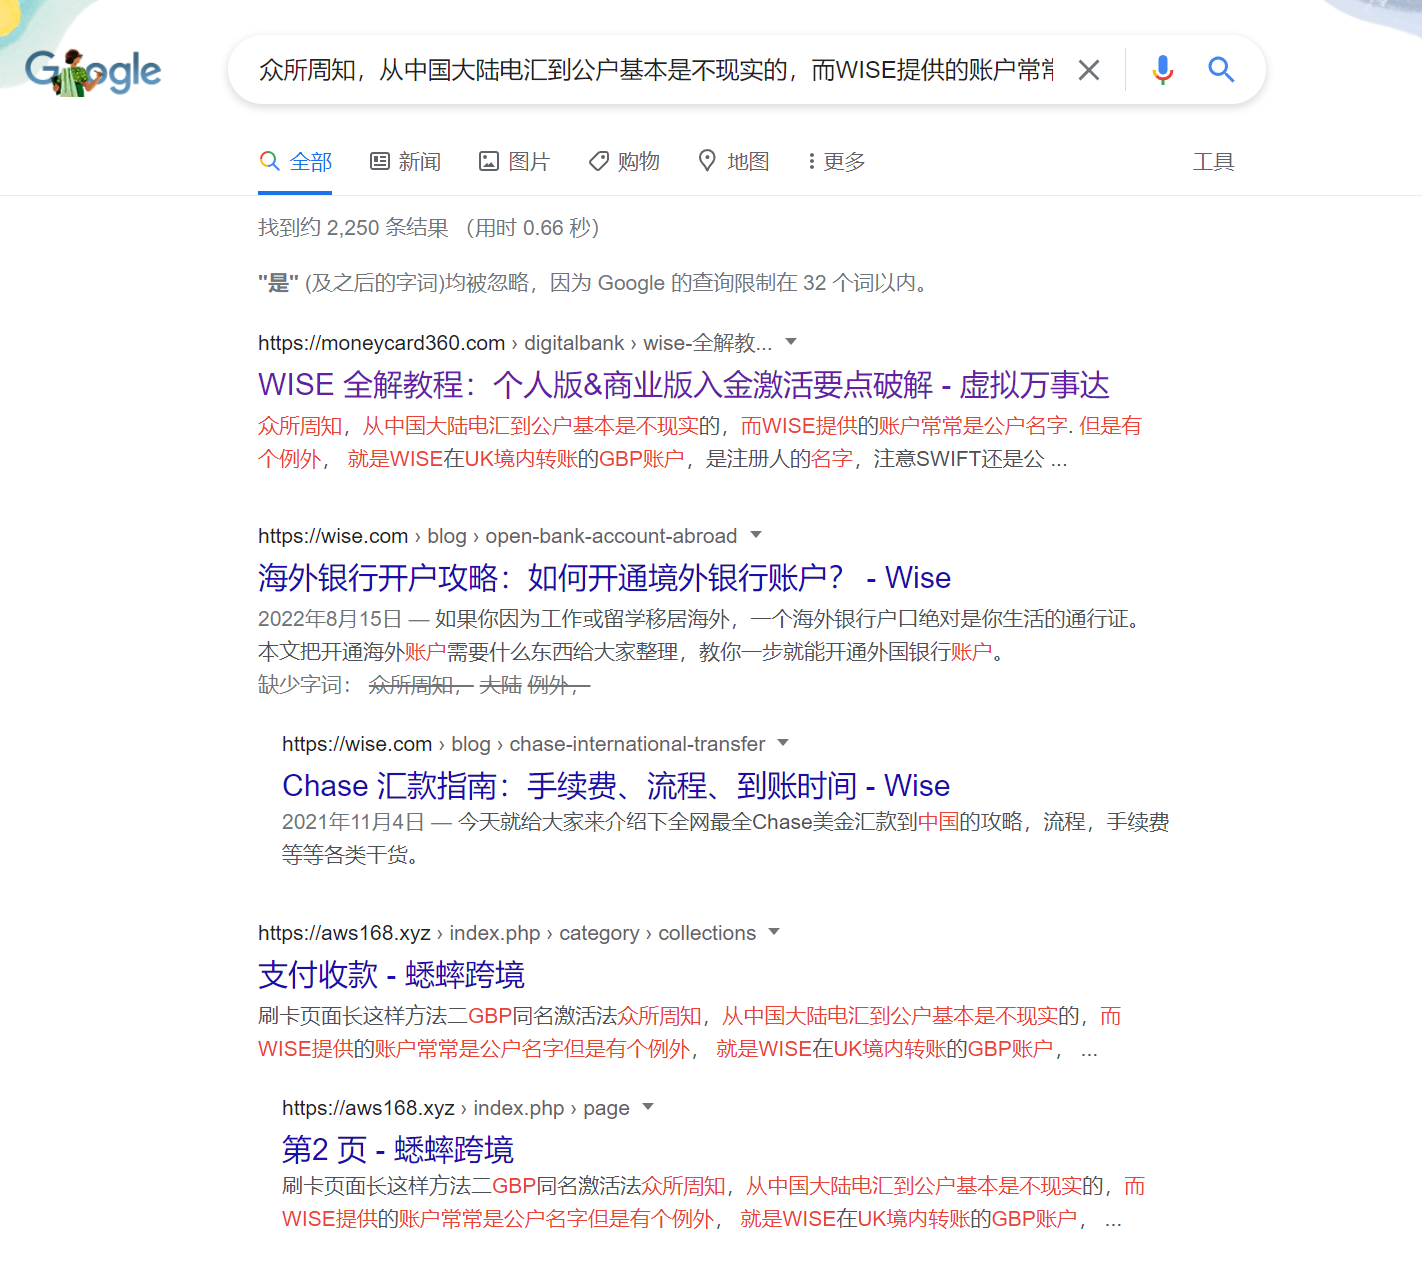 Google
众所周知，从中国大陆电汇到公户基本是不现实的，而WISE提供的账户常常
全部 新闻 图片 购物 地图 更多 工具
找到约 2,250 条结果 （用时 0.66 秒）
"是" (及之后的字词)均被忽略，因为 Google 的查询限制在 32 个词以内。
https://moneycard360.com › digitalbank › wise-全解教...
WISE 全解教程：个人版&商业版入金激活要点破解 - 虚拟万事达
众所周知，从中国大陆电汇到公户基本是不现实的，而WISE提供的账户常常是公户名字. 但是有
个例外， 就是WISE在UK境内转账的GBP账户，是注册人的名字，注意SWIFT还是公 ...
https://wise.com › blog › open-bank-account-abroad
海外银行开户攻略：如何开通境外银行账户？ - Wise
2022年8月15日 — 如果你因为工作或留学移居海外，一个海外银行户口绝对是你生活的通行证。
本文把开通海外账户需要什么东西给大家整理，教你一步就能开通外国银行账户。
缺少字词： 众所周知， 大陆 例外，
https://wise.com › blog › chase-international-transfer
Chase 汇款指南：手续费、流程、到账时间 - Wise
2021年11月4日 — 今天就给大家来介绍下全网最全Chase美金汇款到中国的攻略，流程，手续费
等等各类干货。
https://aws168.xyz › index.php › category › collections
支付收款 - 蟋蟀跨境
刷卡页面长这样方法二GBP同名激活法众所周知，从中国大陆电汇到公户基本是不现实的，而
WISE提供的账户常常是公户名字但是有个例外， 就是WISE在UK境内转账的GBP账户， ...
https://aws168.xyz › index.php › page
第2 页 - 蟋蟀跨境
刷卡页面长这样方法二GBP同名激活法众所周知，从中国大陆电汇到公户基本是不现实的，而
WISE提供的账户常常是公户名字但是有个例外， 就是WISE在UK境内转账的GBP账户， ...